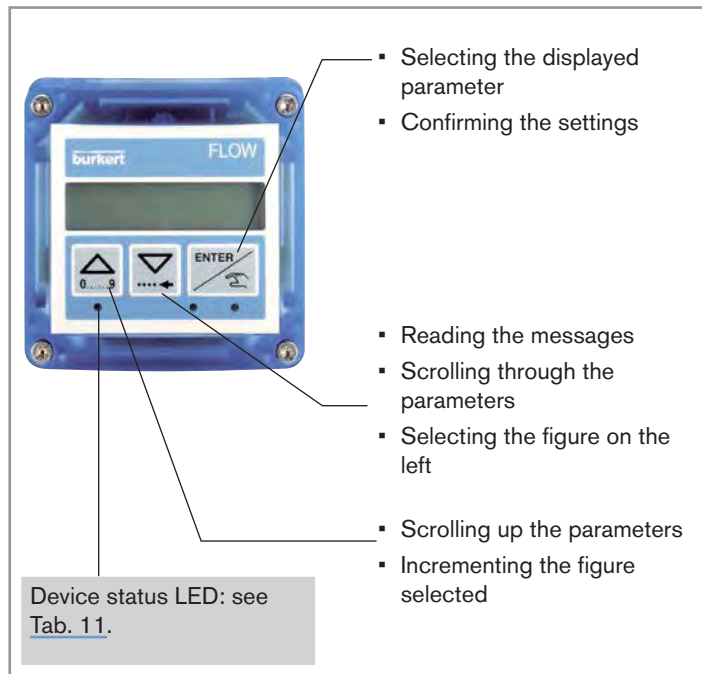 ▪ Selecting the displayed
parameter
▪ Confirming the settings
burkert
FLOW
ENTER
0.....9
▪ Reading the messages
▪ Scrolling through the
parameters
▪ Selecting the figure on the
left
▪ Scrolling up the parameters
▪ Incrementing the figure
selected
Device status LED: see
Tab. 11.